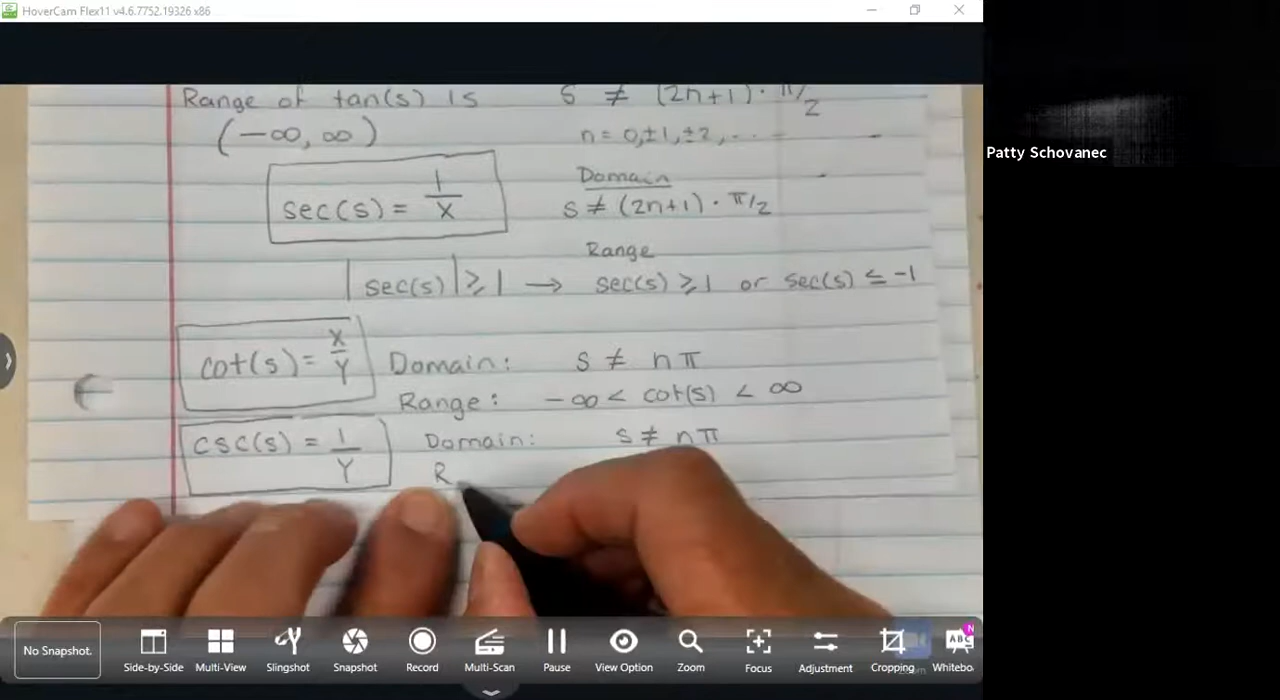 HoverCam Flex11 v4.6.7752.19326 x86
Range of tan(s) is s ≠ (2n+1) · π/2
(-∞, ∞) n = 0, ±1, ±2, ...
sec(s) = 1/x
Domain
s ≠ (2n+1) · π/2
Range
|sec(s)| ≥ 1 → sec(s) ≥ 1 or sec(s) ≤ -1
cot(s) = x/y Domain: s ≠ nπ
Range: -∞ < cot(s) < ∞
csc(s) = 1/y Domain: s ≠ nπ
R
Patty Schovanec
No Snapshot.
Side-by-Side
Multi-View
Slingshot
Snapshot
Record
Multi-Scan
Pause
View Option
Zoom
Focus
Adjustment
Cropping
Whiteboa
ABC
N